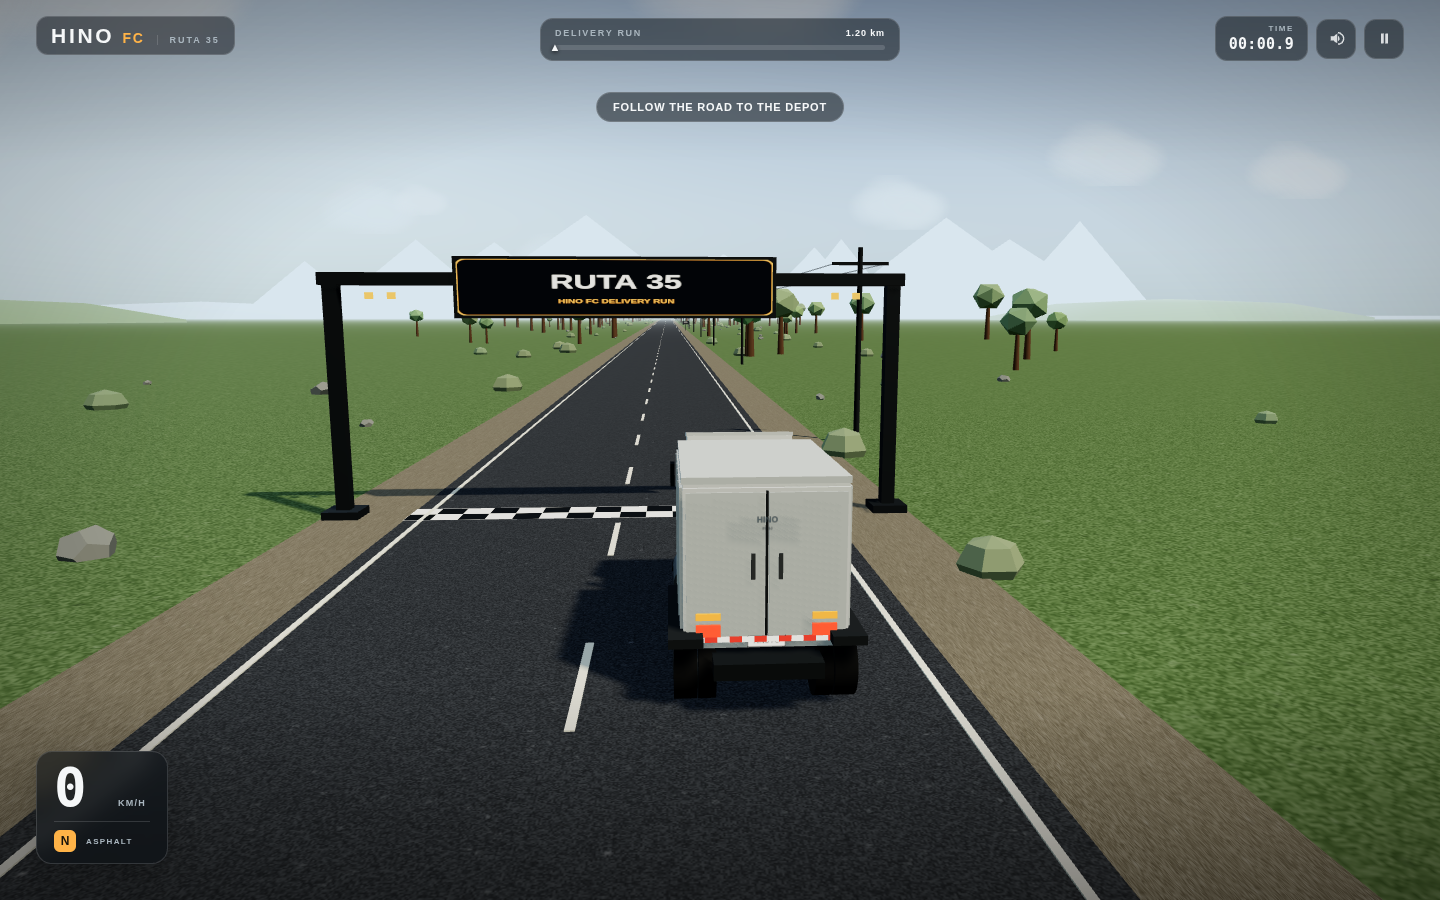 HINO FC | RUTA 35
DELIVERY RUN 1.20 km
TIME
00:00.9
FOLLOW THE ROAD TO THE DEPOT
RUTA 35
HINO FC DELIVERY RUN
HINO
0 KM/H
N ASPHALT